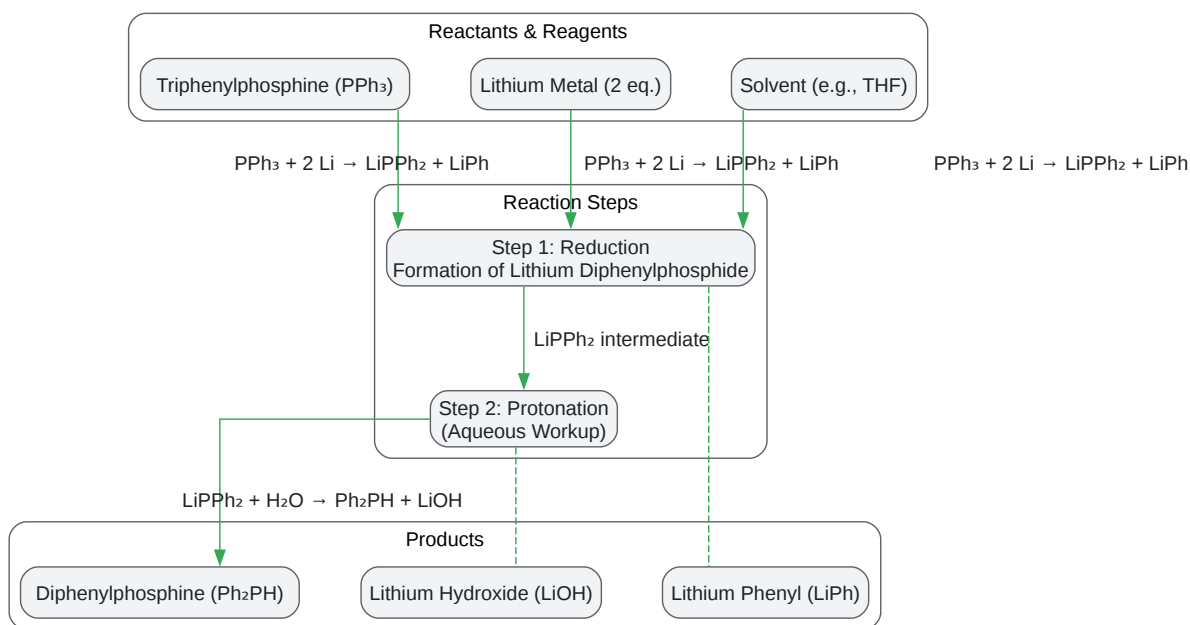 Reactants & Reagents
Triphenylphosphine (PPh₃)
Lithium Metal (2 eq.)
Solvent (e.g., THF)
PPh₃ + 2 Li → LiPPh₂ + LiPh
PPh₃ + 2 Li → LiPPh₂ + LiPh
PPh₃ + 2 Li → LiPPh₂ + LiPh
Reaction Steps
Step 1: Reduction
Formation of Lithium Diphenylphosphide
LiPPh₂ intermediate
Step 2: Protonation
(Aqueous Workup)
LiPPh₂ + H₂O → Ph₂PH + LiOH
Products
Diphenylphosphine (Ph₂PH)
Lithium Hydroxide (LiOH)
Lithium Phenyl (LiPh)